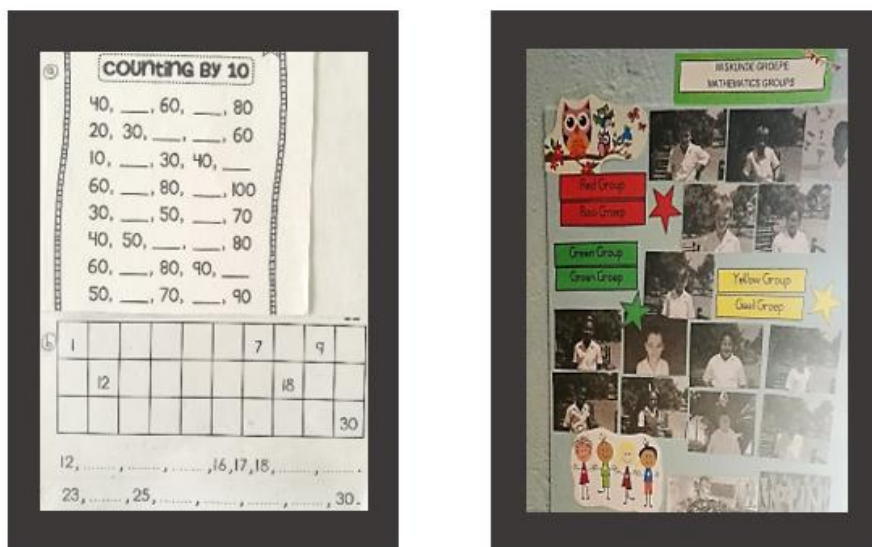 a
COUNTING BY 10
40, ___, 60, ___, 80
20, 30, ___, ___, 60
10, ___, 30, 40, ___
60, ___, 80, ___, 100
30, ___, 50, ___, 70
40, 50, ___, ___, 80
60, ___, 80, 90, ___
50, ___, 70, ___, 90
b
1 7 9
12 18
30
12,.......,.......,.......,16,17,18,.......,.......
23,.......,25,.......,.......,.......,.......,30.
WISKUNDE GROEPE
MATHEMATICS GROUPS
Red Group
Rooi Groep
Green Group
Groen Groep
Yellow Group
Geel Groep